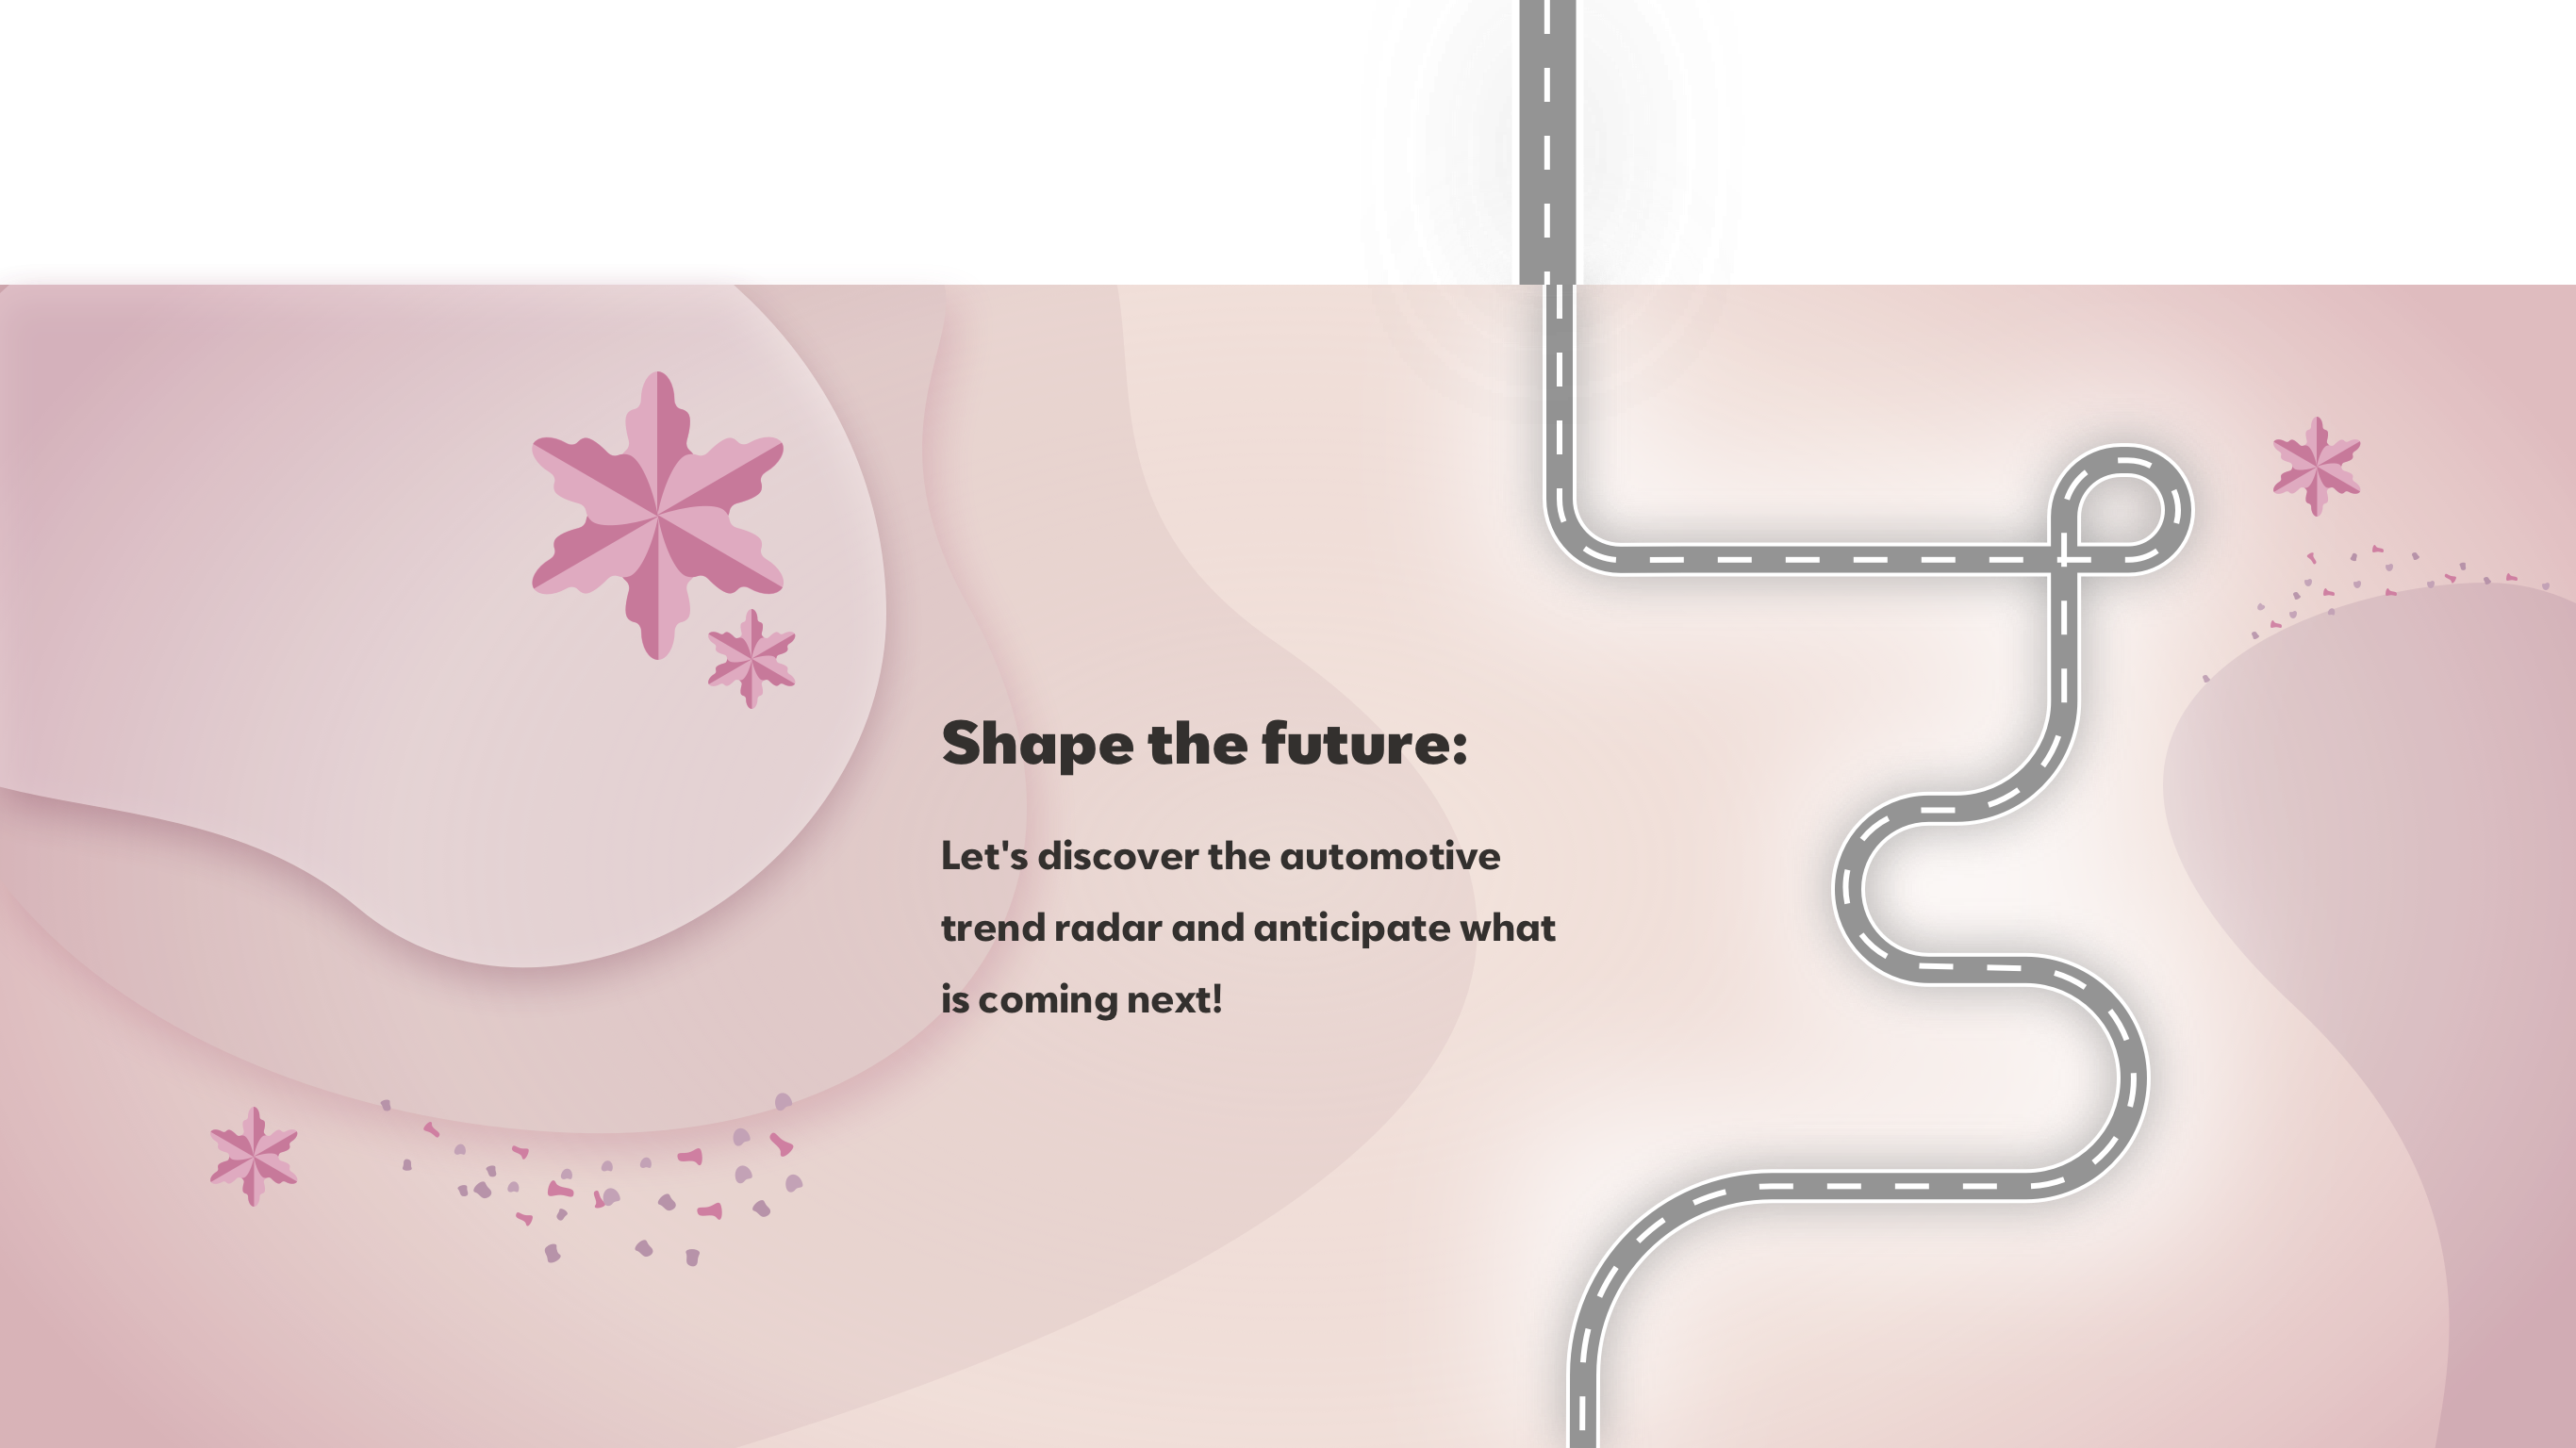 Shape the future:
Let's discover the automotive
trend radar and anticipate what
is coming next!